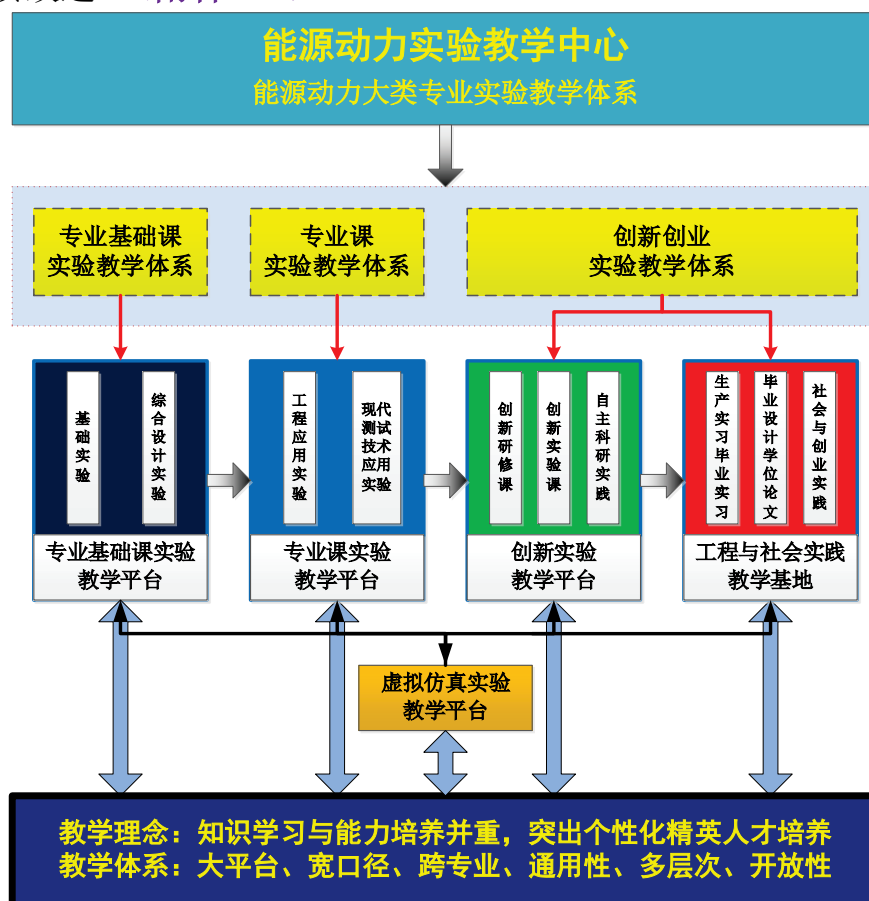 能源动力实验教学中心
能源动力大类专业实验教学体系
专业基础课
实验教学体系
专业课
实验教学体系
创新创业
实验教学体系
基础实验
综合设计实验
工程应用实验
现代
测试
技术
应用
实验
创新研修课
创新实验课
自主科研实践
生产实习毕业实习
毕业设计学位论文
社会与创业实践
专业基础课实验
教学平台
专业课实验
教学平台
创新实验
教学平台
工程与社会实践
教学基地
虚拟仿真实验
教学平台
教学理念：知识学习与能力培养并重，突出个性化精英人才培养
教学体系：大平台、宽口径、跨专业、通用性、多层次、开放性